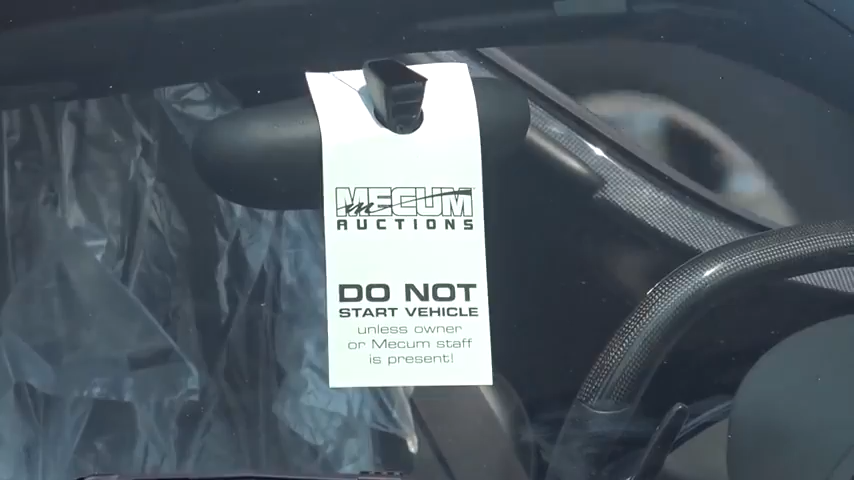 MECUM
AUCTIONS
DO NOT
START VEHICLE
unless owner
or Mecum staff
is present!